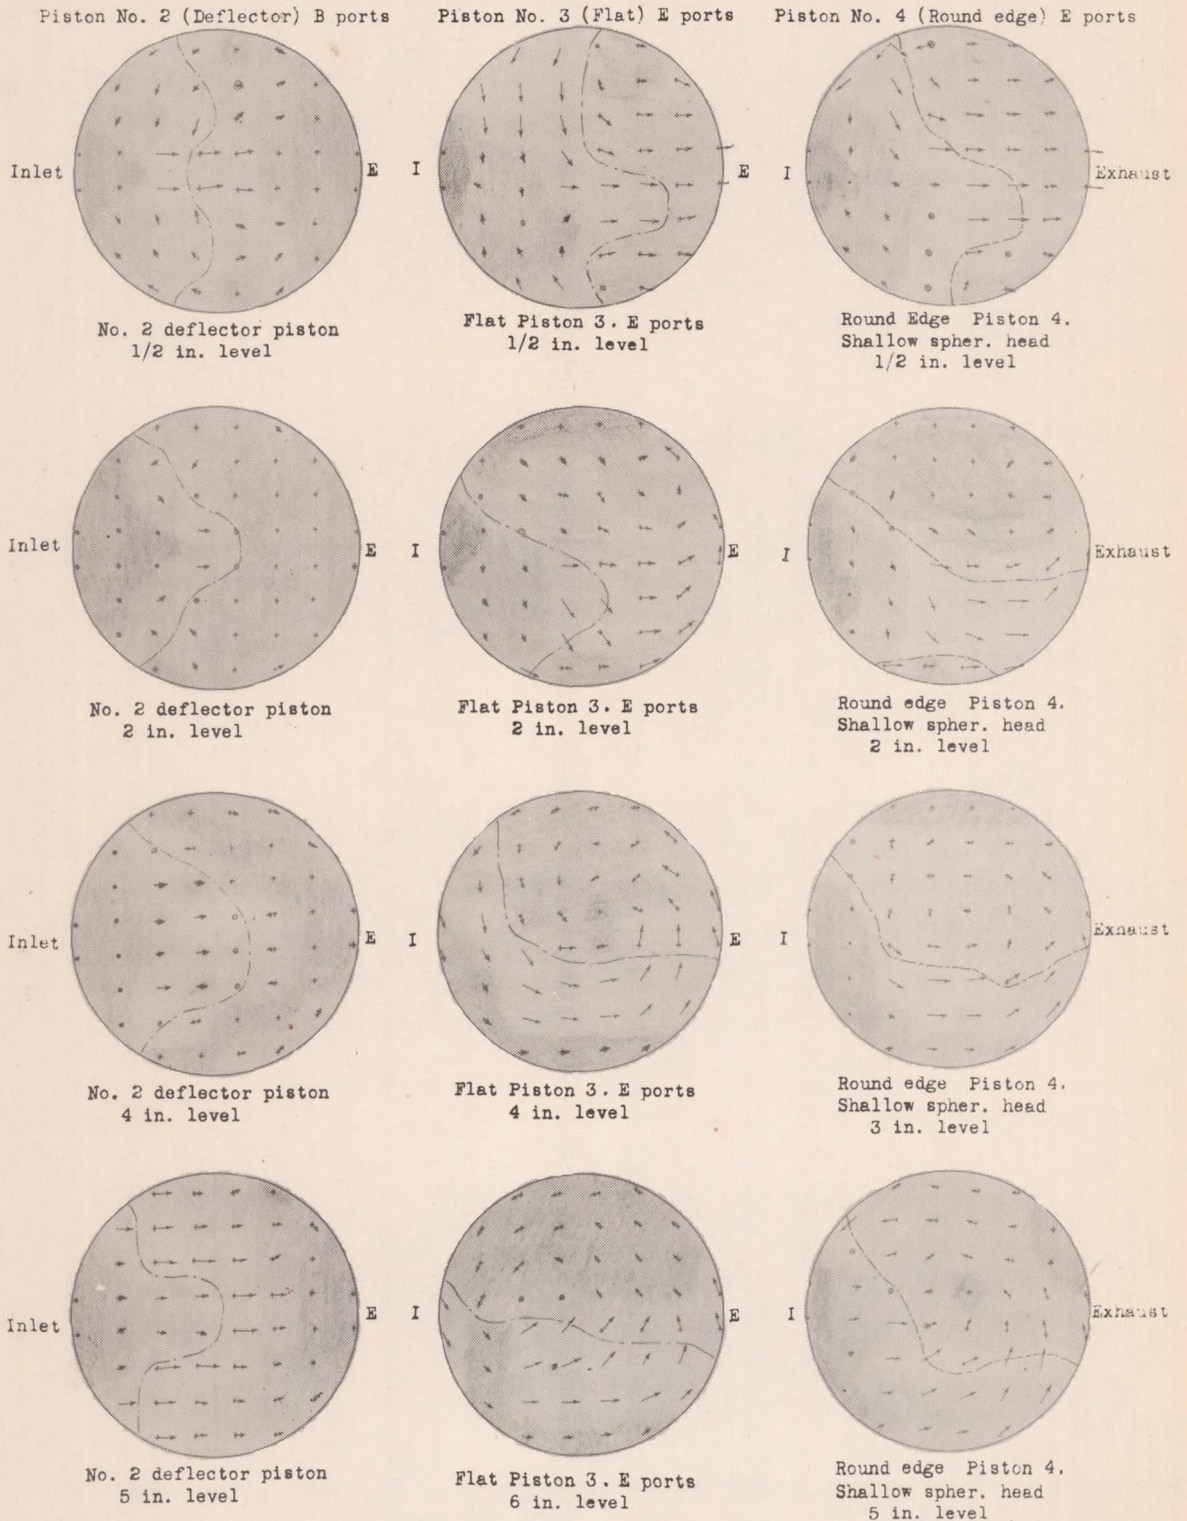 Piston No. 2 (Deflector) B ports
Piston No. 3 (Flat) E ports
Piston No. 4 (Round edge) E ports
Inlet
E
I
E
I
Exhaust
No. 2 deflector piston
1/2 in. level
Flat Piston 3. E ports
1/2 in. level
Round Edge Piston 4.
Shallow spher. head
1/2 in. level
Inlet
E
I
E
I
Exhaust
No. 2 deflector piston
2 in. level
Flat Piston 3. E ports
2 in. level
Round edge Piston 4.
Shallow spher. head
2 in. level
Inlet
E
I
E
I
Exhaust
No. 2 deflector piston
4 in. level
Flat Piston 3. E ports
4 in. level
Round edge Piston 4.
Shallow spher. head
3 in. level
Inlet
E
I
E
I
Exhaust
No. 2 deflector piston
5 in. level
Flat Piston 3. E ports
6 in. level
Round edge Piston 4.
Shallow spher. head
5 in. level